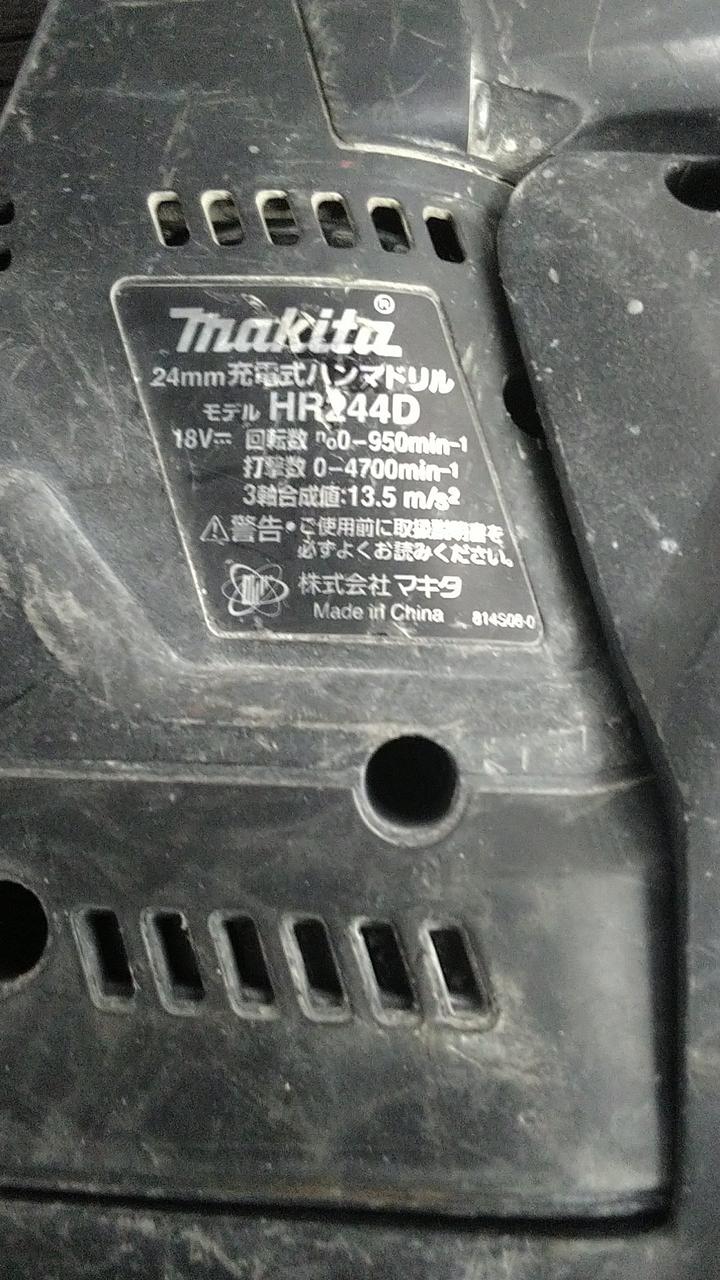 makita®
24mm充電式ハンマドリル
モデル HR244D
18V⎓ 回転数 n₀0-950min-1
打撃数 0-4700min-1
3軸合成値:13.5 m/s²
⚠警告•ご使用前に取扱説明書を
必ずよくお読みください。
株式会社マキタ
Made in China 814S08-0